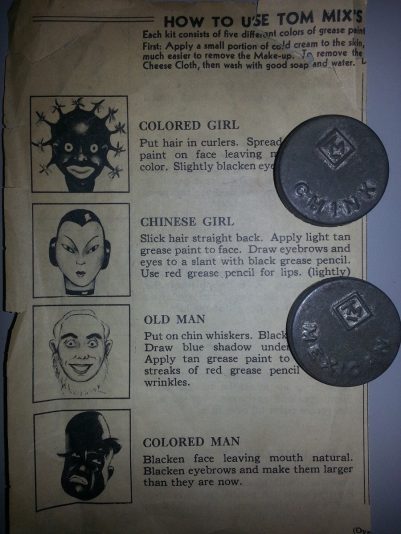 HOW TO USE TOM MIX'S
Each kit consists of five different colors of grease paint
First: Apply a small portion of cold cream to the skin,
much easier to remove the Make-up. To remove the
Cheese Cloth, then wash with good soap and water.
COLORED GIRL
Put hair in curlers. Spread
paint on face leaving
color. Slightly blacken
CHINESE GIRL
Slick hair straight back. Apply light tan
grease paint to face. Draw eyebrows and
eyes to a slant with black grease pencil.
Use red grease pencil for lips. (lightly)
OLD MAN
Put on chin whiskers.
Draw blue shadow
Apply tan grease paint to
streaks of red grease pencil
wrinkles.
COLORED MAN
Blacken face leaving mouth natural.
Blacken eyebrows and make them larger
than they are now.
M
CHINK
M